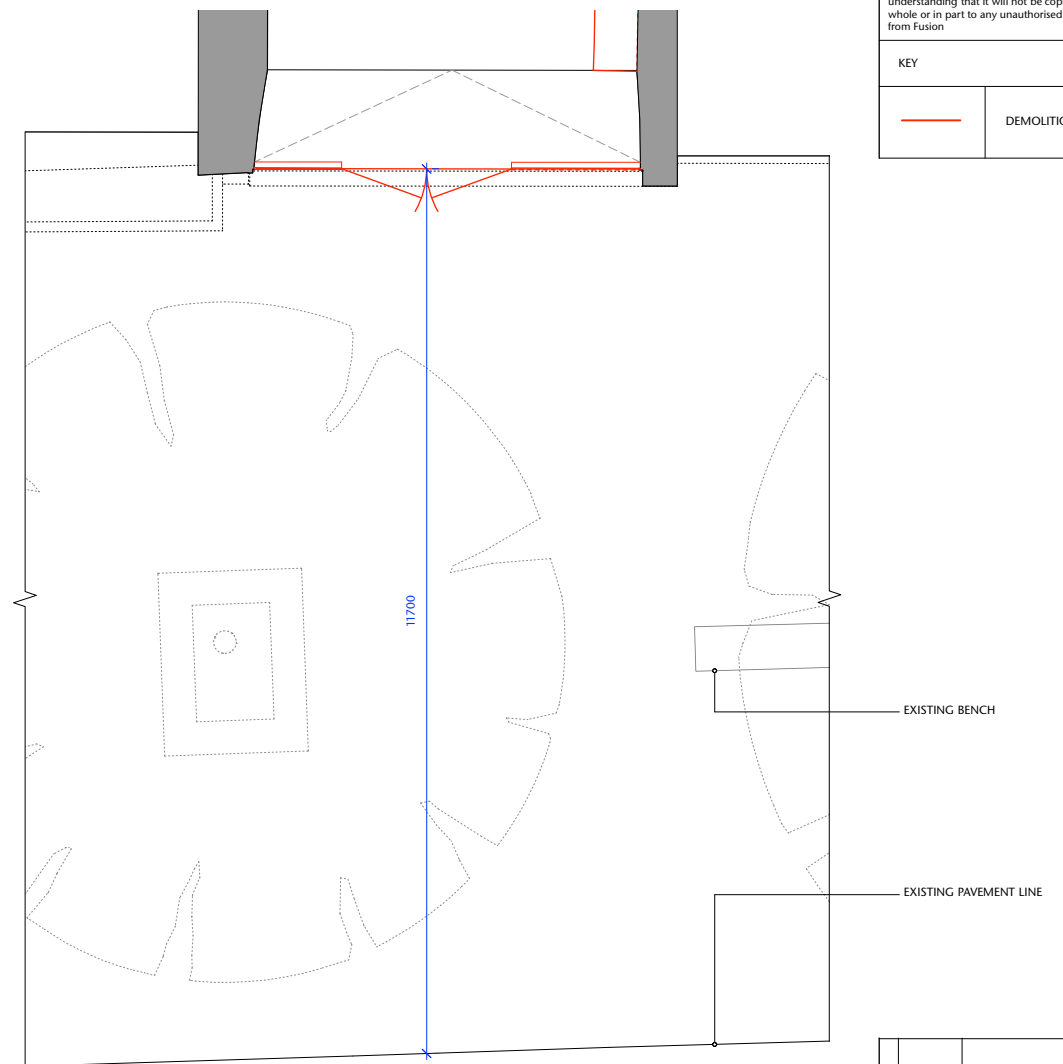 understanding that it will not be cop
whole or in part to any unauthorised
from Fusion
KEY
DEMOLITIO
11700
EXISTING BENCH
EXISTING PAVEMENT LINE